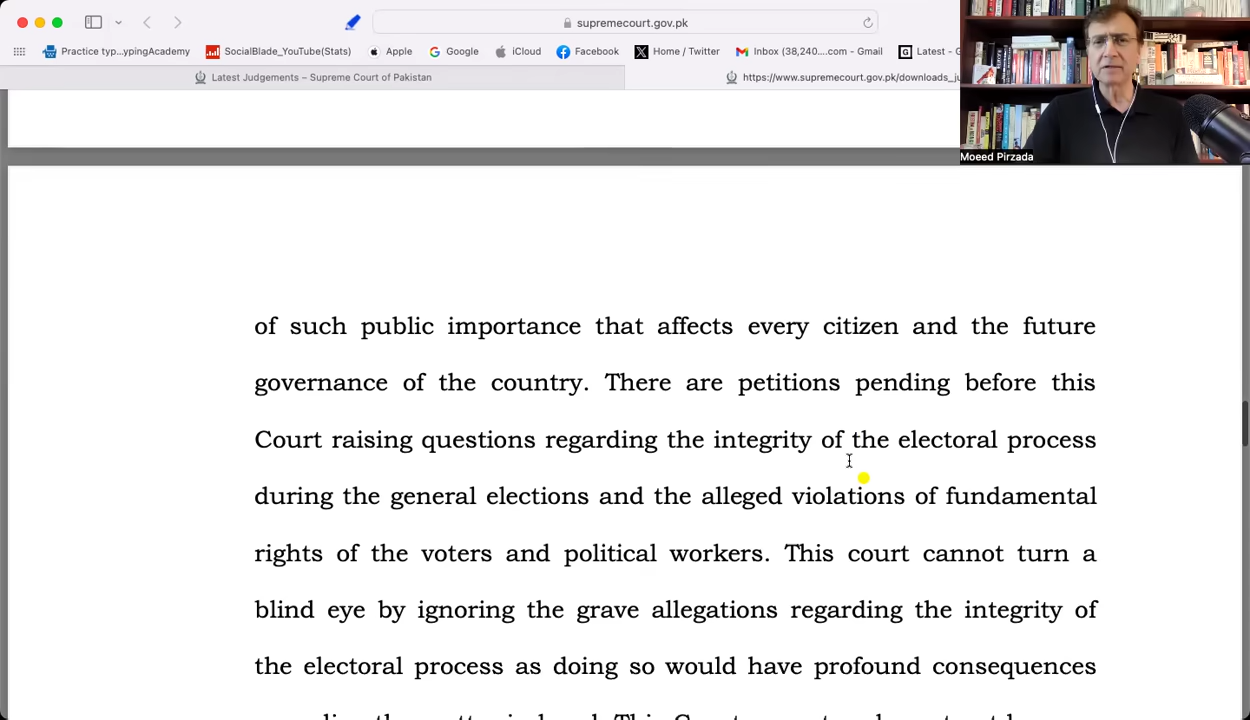 supremecourt.gov.pk
Practice typ...ypingAcademy SocialBlade_YouTube(Stats) Apple Google iCloud Facebook Home / Twitter Inbox (38,240....com – Gmail Latest -
Latest Judgements – Supreme Court of Pakistan https://www.supremecourt.gov.pk/downloads_ju
Moeed Pirzada
of such public importance that affects every citizen and the future
governance of the country. There are petitions pending before this
Court raising questions regarding the integrity of the electoral process
during the general elections and the alleged violations of fundamental
rights of the voters and political workers. This court cannot turn a
blind eye by ignoring the grave allegations regarding the integrity of
the electoral process as doing so would have profound consequences